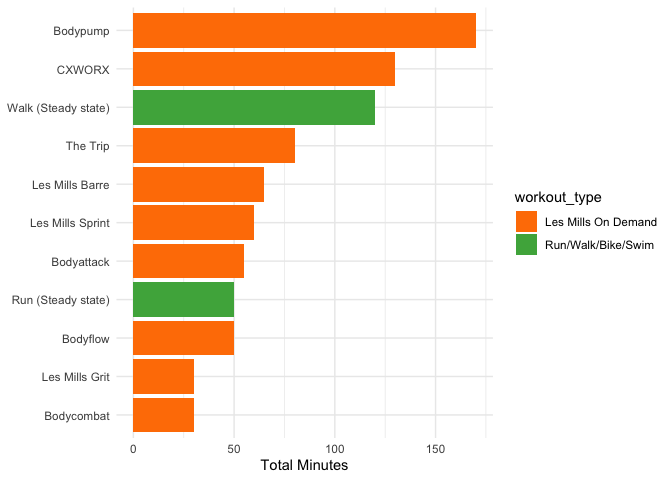 Bodypump
CXWORX
Walk (Steady state)
The Trip
Les Mills Barre
Les Mills Sprint
Bodyattack
Run (Steady state)
Bodyflow
Les Mills Grit
Bodycombat
0 50 100 150
Total Minutes
workout_type
Les Mills On Demand
Run/Walk/Bike/Swim